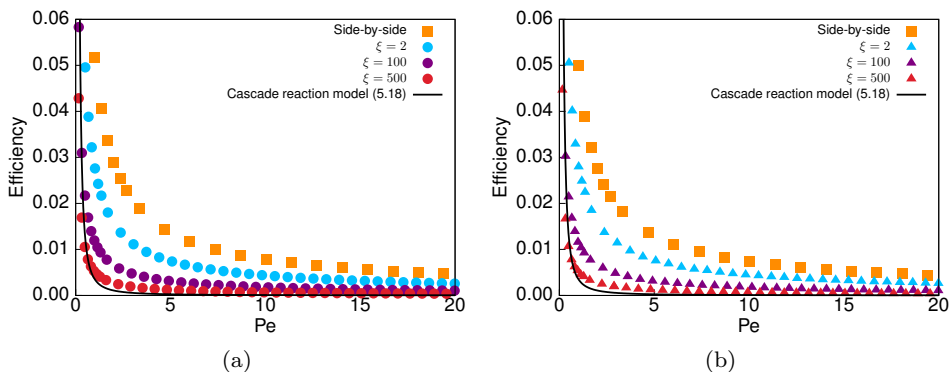 0.06
0.05
0.04
0.03
0.02
0.01
0.00
0
5
10
15
20
Efficiency
Pe
Side-by-side
ξ = 2
ξ = 100
ξ = 500
Cascade reaction model (5.18)
(a)
0.06
0.05
0.04
0.03
0.02
0.01
0.00
0
5
10
15
20
Efficiency
Pe
Side-by-side
ξ = 2
ξ = 100
ξ = 500
Cascade reaction model (5.18)
(b)